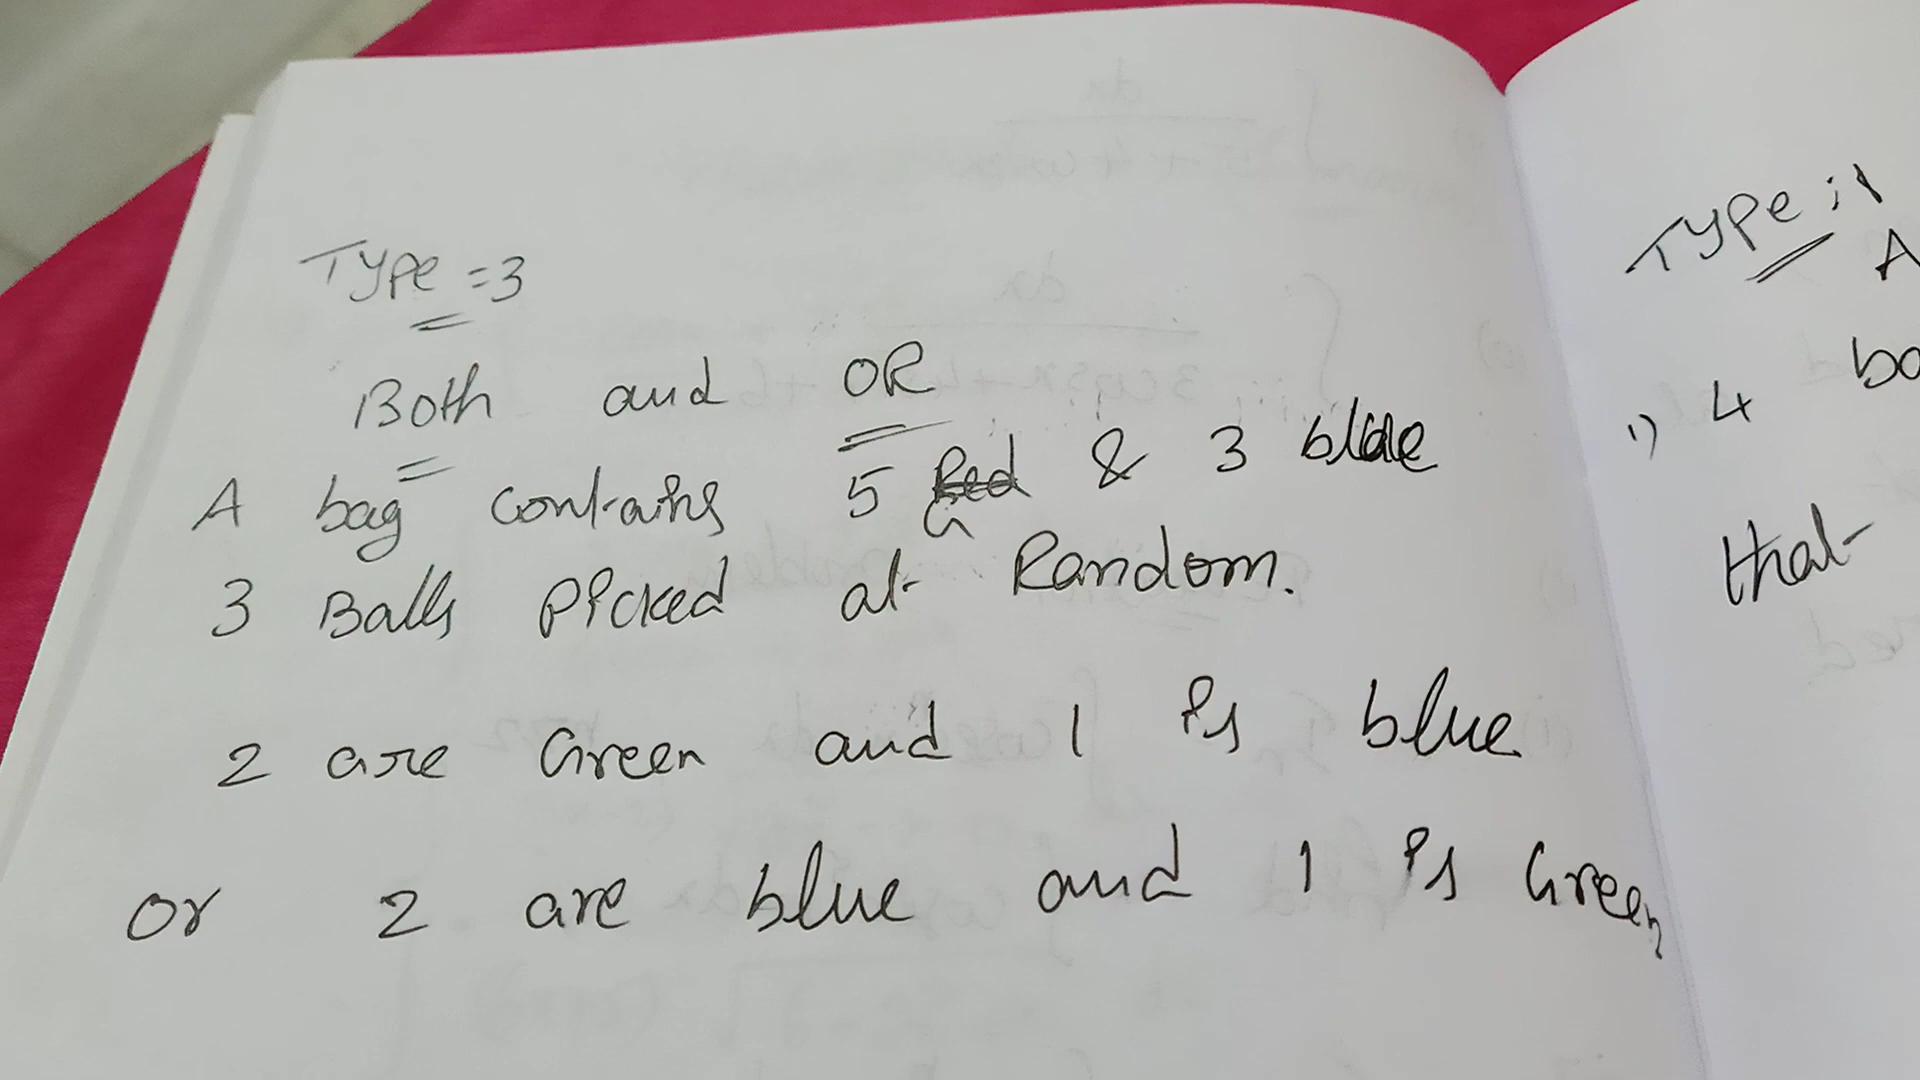 Type = 3
Both and OR
A bag contains 5 G & 3 blue
3 Balls Picked at Random.
2 are Green and 1 is blue
or 2 are blue and 1 is Green
Type :1
A
1) 4 ba
that